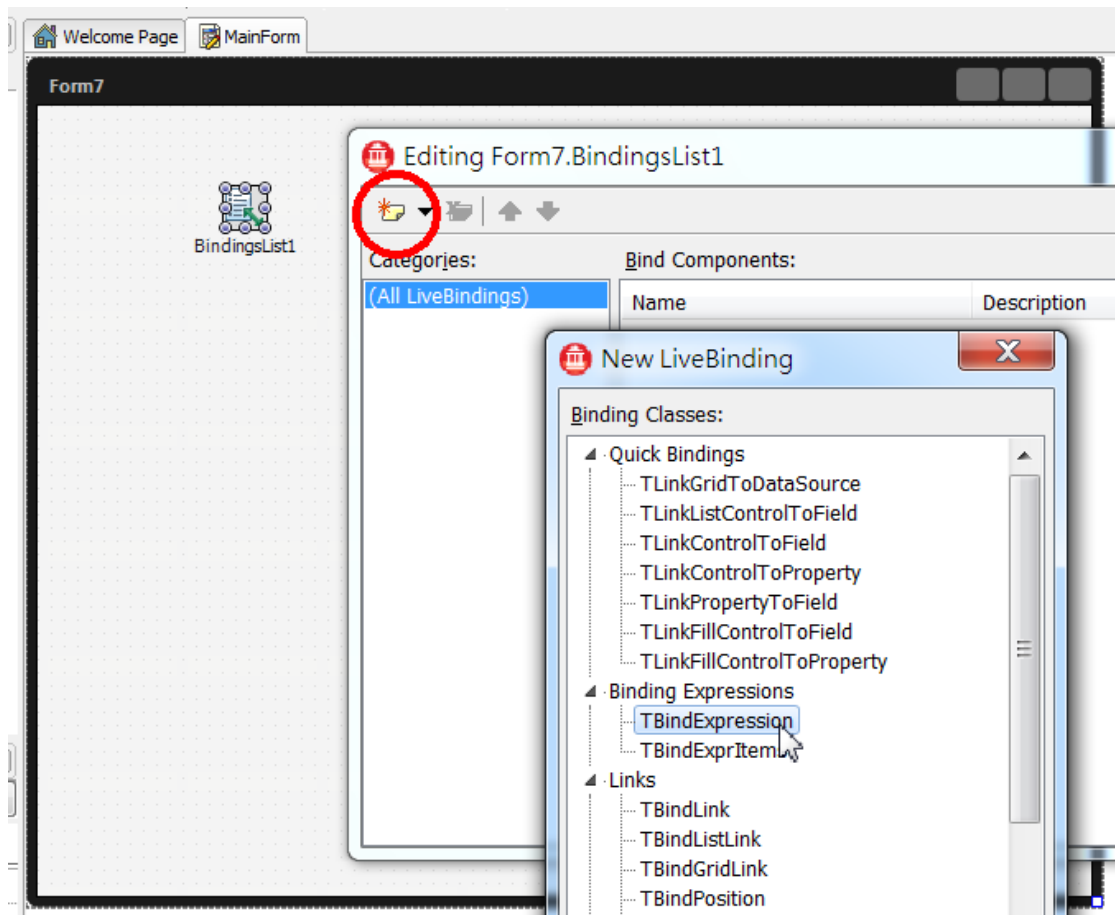 Welcome Page
MainForm
Form7
BindingsList1
Editing Form7.BindingsList1
Categories:
Bind Components:
(All LiveBindings)
Name
Description
New LiveBinding
Binding Classes:
Quick Bindings
TLinkGridToDataSource
TLinkListControlToField
TLinkControlToField
TLinkControlToProperty
TLinkPropertyToField
TLinkFillControlToField
TLinkFillControlToProperty
Binding Expressions
TBindExpression
TBindExprItems
Links
TBindLink
TBindListLink
TBindGridLink
TBindPosition